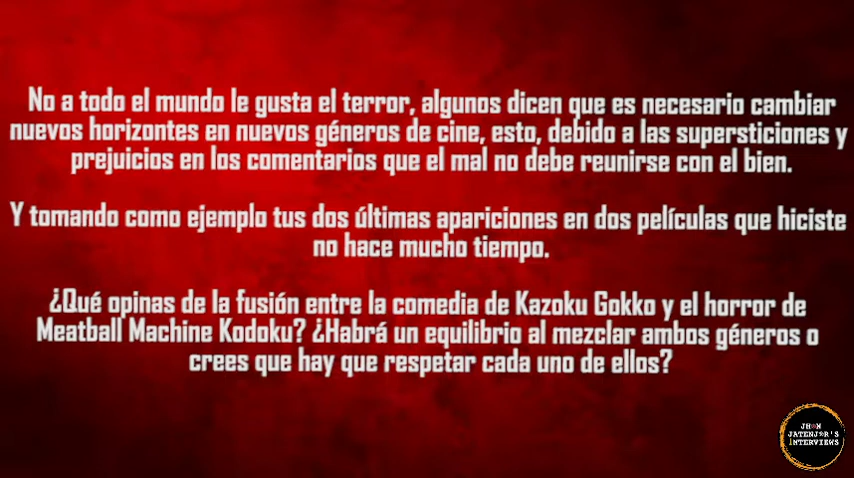 No a todo el mundo le gusta el terror, algunos dicen que es necesario cambiar
nuevos horizontes en nuevos géneros de cine, esto, debido a las supersticiones y
prejuicios en los comentarios que el mal no debe reunirse con el bien.
Y tomando como ejemplo tus dos últimas apariciones en dos películas que hiciste
no hace mucho tiempo.
¿Qué opinas de la fusión entre la comedia de Kazoku Gokko y el horror de
Meatball Machine Kodoku? ¿Habrá un equilibrio al mezclar ambos géneros o
crees que hay que respetar cada uno de ellos?
JHON
JATENJOR'S
INTERVIEWS